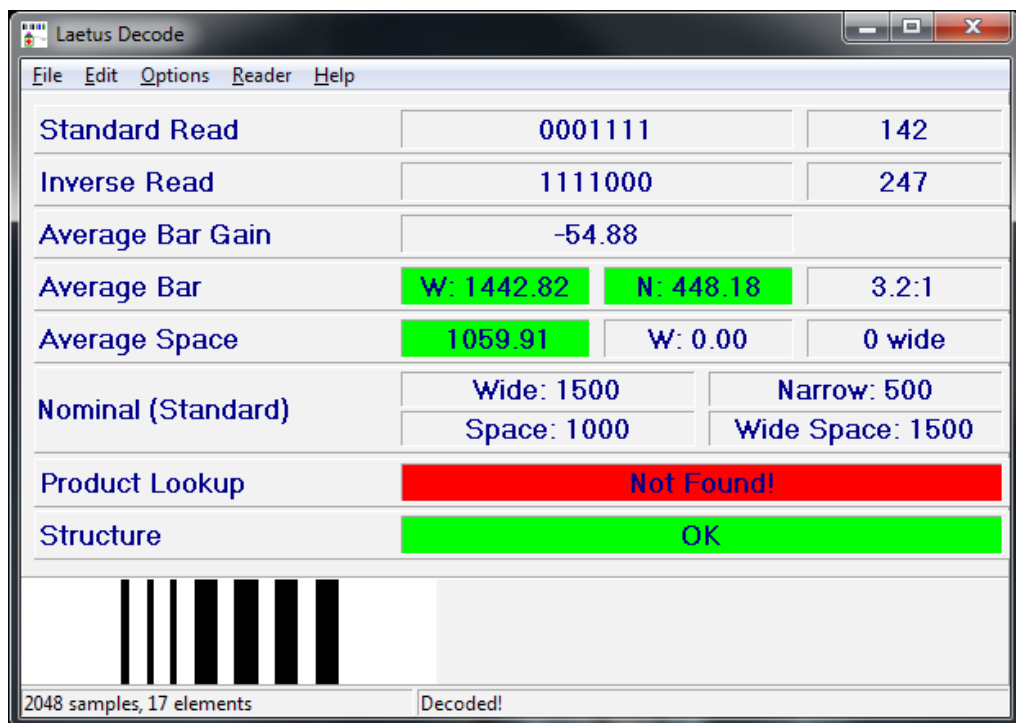 Laetus Decode
File Edit Options Reader Help
Standard Read 0001111 142
Inverse Read 1111000 247
Average Bar Gain -54.88
Average Bar W: 1442.82 N: 448.18 3.2:1
Average Space 1059.91 W: 0.00 0 wide
Nominal (Standard) Wide: 1500 Narrow: 500
Space: 1000 Wide Space: 1500
Product Lookup Not Found!
Structure OK
2048 samples, 17 elements Decoded!